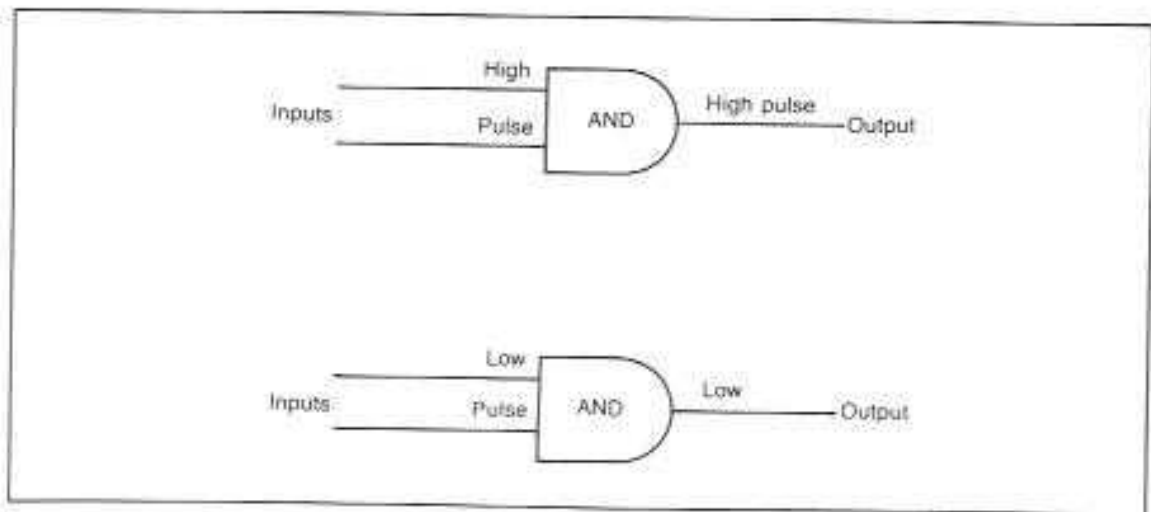 High
Inputs
Pulse
AND
High pulse
Output
Low
Inputs
Pulse
AND
Low
Output